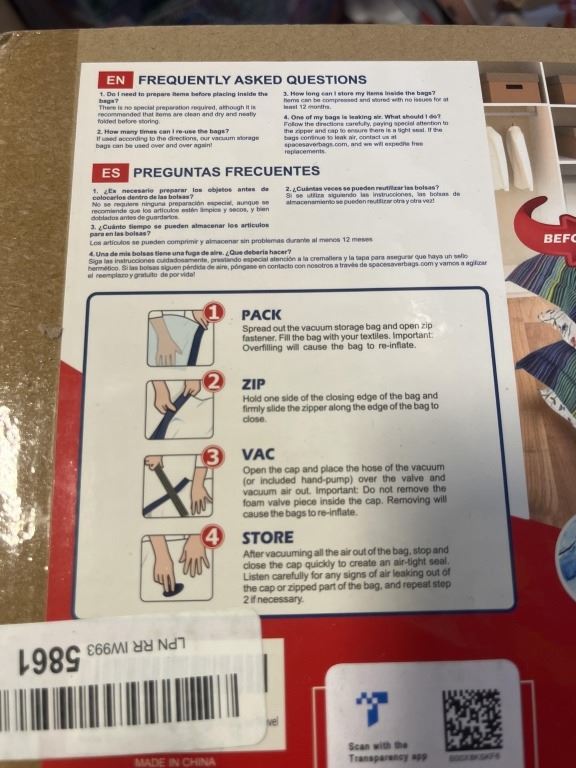 EN FREQUENTLY ASKED QUESTIONS
1. Do I need to prepare items before placing inside the
bags?
There is no special preparation required, although it is
recommended that items are clean and dry and neatly
folded before storing.
2. How many times can I re-use the bags?
If used according to the directions, our vacuum storage
bags can be used over and over again!
3. How long can I store my items inside the bags?
Items can be compressed and stored with no issues for at
least 12 months.
4. One of my bags is leaking air. What should I do?
Follow the directions carefully, paying special attention to
the zipper and cap to ensure there is a tight seal. If the
bags continue to leak air, contact us at
spacesaverbags.com, and we will expedite free
replacements.
ES PREGUNTAS FRECUENTES
1. ¿Es necesario preparar los objetos antes de
colocarlos dentro de las bolsas?
No se requiere ninguna preparación especial, aunque se
recomiende que los artículos estén limpios y secos, y bien
doblados antes de guardarlos.
2. ¿Cuántas veces se pueden reutilizar las bolsas?
Si se utiliza siguiendo las instrucciones, las bolsas de
almacenamiento se pueden reutilizar otra y otra vez!
3. ¿Cuánto tiempo se pueden almacenar los artículos
para en las bolsas?
Los artículos se pueden comprimir y almacenar sin problemas durante al menos 12 meses
4. Una de mis bolsas tiene una fuga de aire. ¿Que debería hacer?
Siga las instrucciones cuidadosamente, prestando especial atención a la cremallera y la tapa para asegurar que haya un sello
hermético. Si las bolsas siguen pérdida de aire, póngase en contacto con nosotros a través de spacesaverbags.com y vamos a agilizar
el reemplazo y gratuito de por vida!
BEFO
1 PACK
Spread out the vacuum storage bag and open zip
fastener. Fill the bag with your textiles. Important:
Overfilling will cause the bag to re-inflate.
2 ZIP
Hold one side of the closing edge of the bag and
firmly slide the zipper along the edge of the bag to
close.
3 VAC
Open the cap and place the hose of the vacuum
(or included hand-pump) over the valve and
vacuum air out. Important: Do not remove the
foam valve piece inside the cap. Removing will
cause the bags to re-inflate.
4 STORE
After vacuuming all the air out of the bag, stop and
close the cap quickly to create an air-tight seal.
Listen carefully for any signs of air leaking out of
the cap or zipped part of the bag, and repeat step
2 if necessary.
LPN RR IW993
5861
vel
MADE IN CHINA
Scan with the
Transparency app